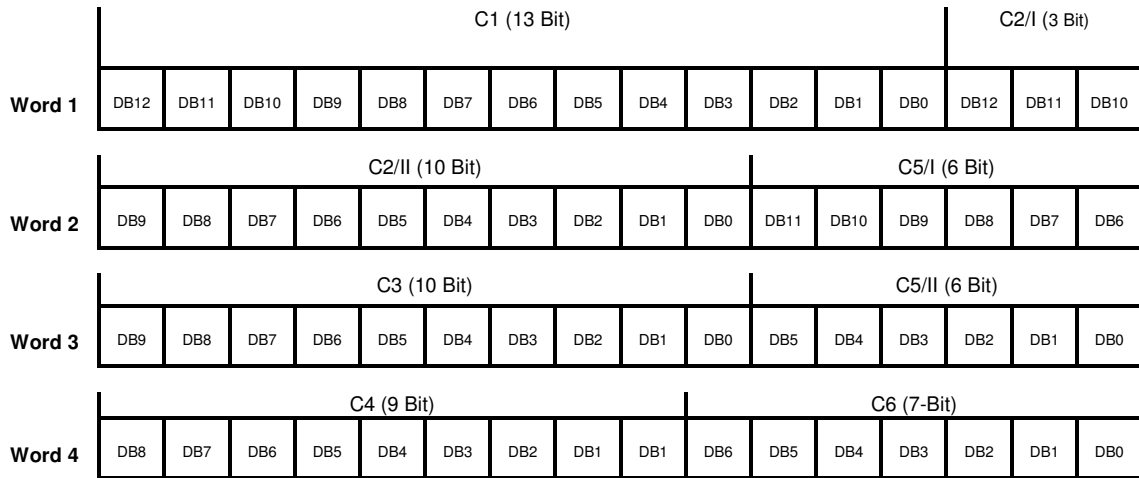 C1 (13 Bit) C2/I (3 Bit)
Word 1 DB12 DB11 DB10 DB9 DB8 DB7 DB6 DB5 DB4 DB3 DB2 DB1 DB0 DB12 DB11 DB10
C2/II (10 Bit) C5/I (6 Bit)
Word 2 DB9 DB8 DB7 DB6 DB5 DB4 DB3 DB2 DB1 DB0 DB11 DB10 DB9 DB8 DB7 DB6
C3 (10 Bit) C5/II (6 Bit)
Word 3 DB9 DB8 DB7 DB6 DB5 DB4 DB3 DB2 DB1 DB0 DB5 DB4 DB3 DB2 DB1 DB0
C4 (9 Bit) C6 (7-Bit)
Word 4 DB8 DB7 DB6 DB5 DB4 DB3 DB2 DB1 DB1 DB6 DB5 DB4 DB3 DB2 DB1 DB0